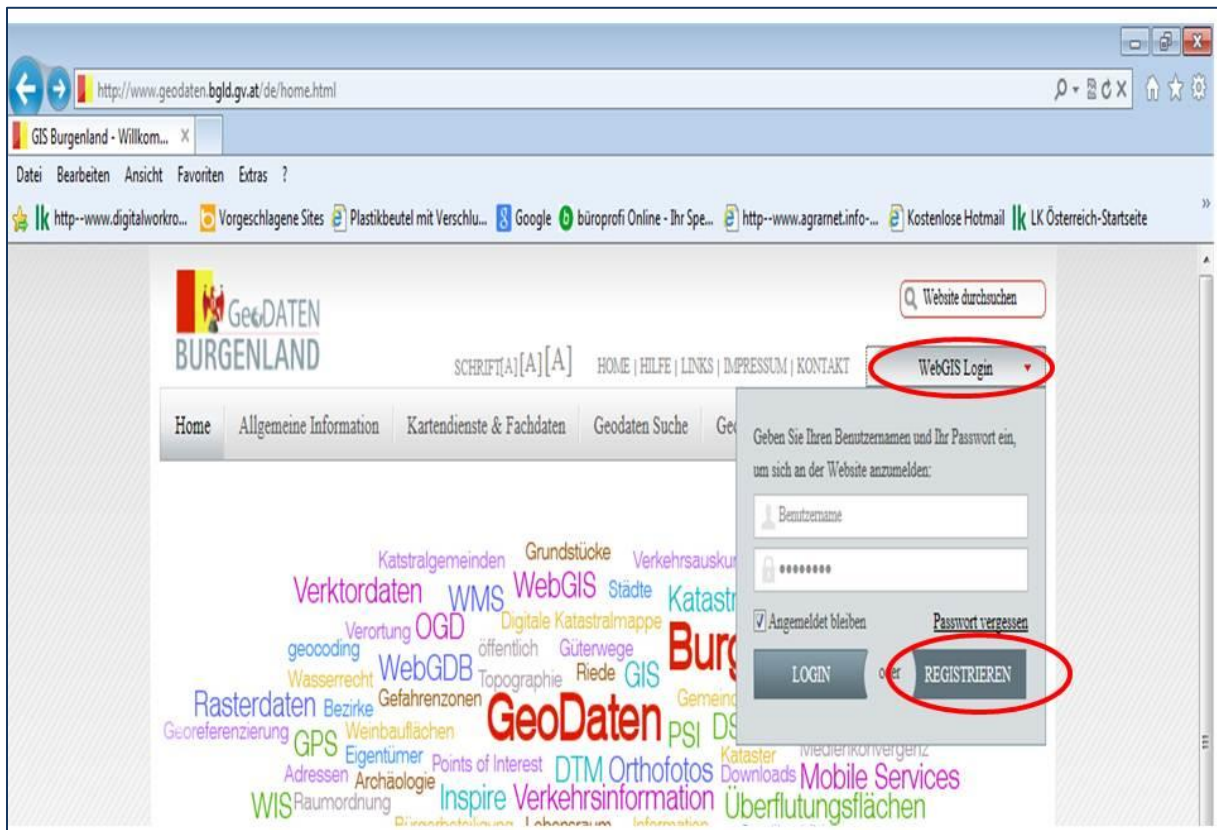 http://www.geodaten.bgld.gv.at/de/home.html
GIS Burgenland - Willkom...
Datei Bearbeiten Ansicht Favoriten Extras ?
lk http--www.digitalworkro... Vorgeschlagene Sites Plastikbeutel mit Verschlu... Google büroprofi Online - Ihr Spe... http--www.agrarnet.info-... Kostenlose Hotmail lk LK Österreich-Startseite »
GeoDATEN
BURGENLAND
Website durchsuchen
SCHRIFT[A] [A] [A] HOME | HILFE | LINKS | IMPRESSUM | KONTAKT
WebGIS Login
Home Allgemeine Information Kartendienste & Fachdaten Geodaten Suche Geo
Geben Sie Ihren Benutzernamen und Ihr Passwort ein,
um sich an der Website anzumelden:
Benutzername
••••••••
Angemeldet bleiben Passwort vergessen
LOGIN oder REGISTRIEREN
Katstralgemeinden Grundstücke Verkehrsauskun
Verktordaten WMS WebGIS Städte Katastr
Verortung OGD Digitale Katastralmappe
geocoding öffentlich Güterwege Burg
Wasserrecht WebGDB Topographie Riede GIS
Rasterdaten Bezirke Gefahrenzonen Gemeind
Georeferenzierung GPS Weinbauflächen GeoDaten PSI DS
Eigentümer Kataster Medienkonvergenz
Adressen Archäologie Points of Interest DTM Orthofotos Downloads Mobile Services
WIS Raumordnung Inspire Verkehrsinformation Überflutungsflächen
Bürgerbeteiligung Lebensraum Information